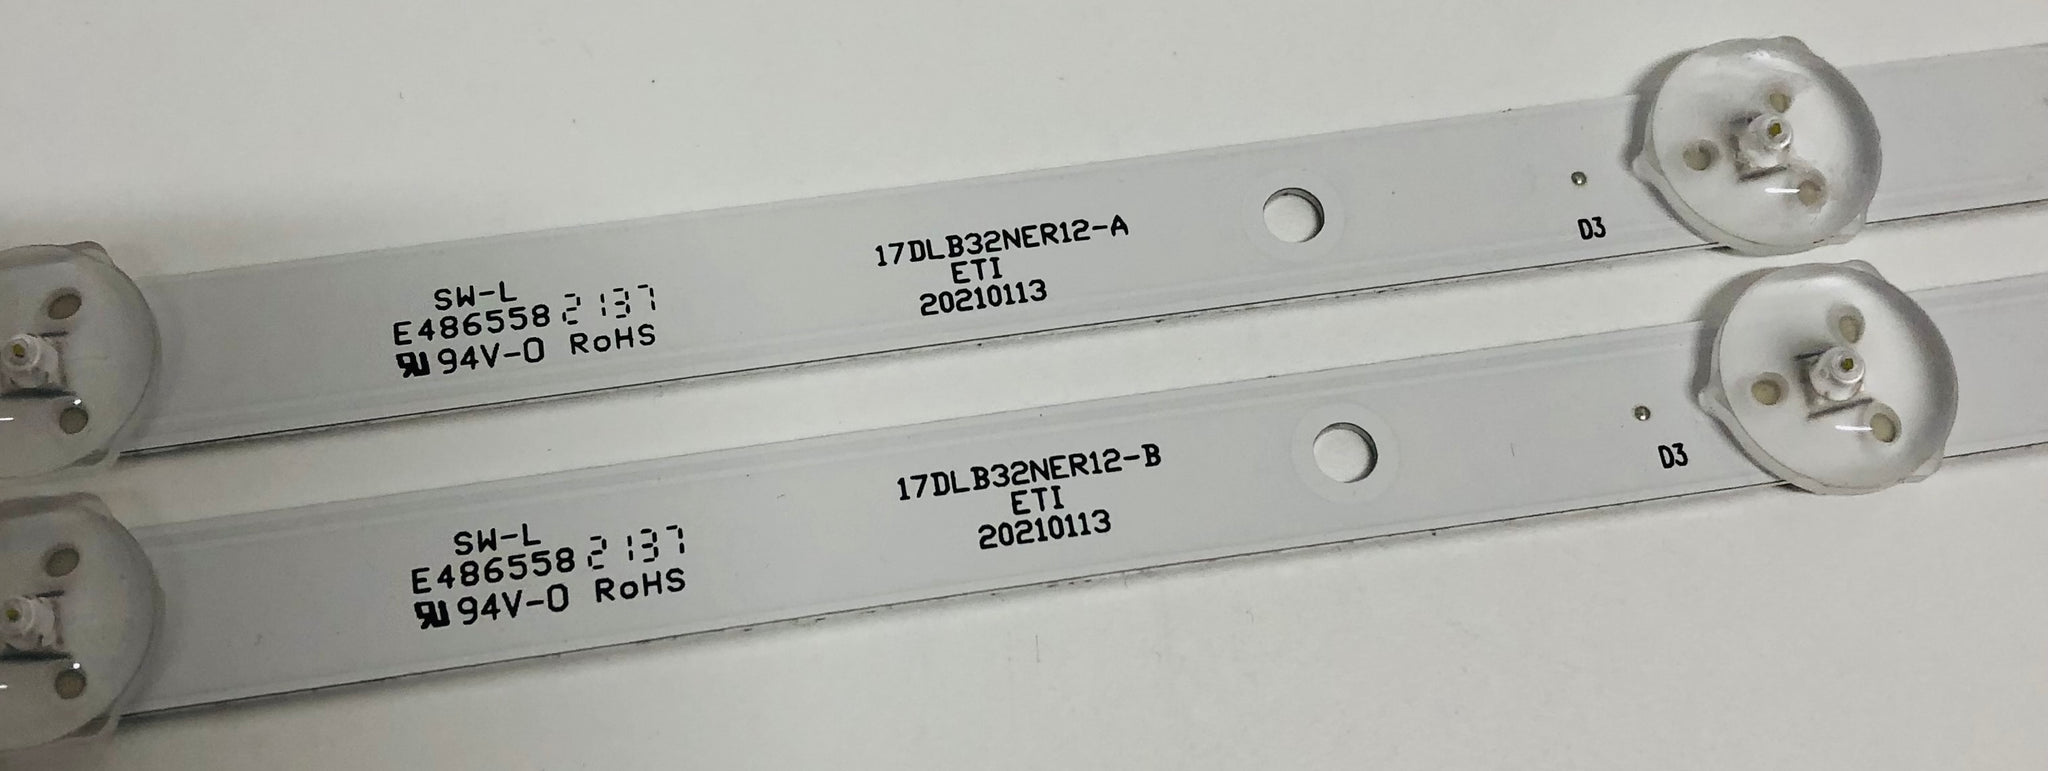 SW-L
E486558 2137
94V-0 RoHS
17DLB32NER12-A
ETI
20210113
D3
SW-L
E486558 2137
94V-0 RoHS
17DLB32NER12-B
ETI
20210113
D3